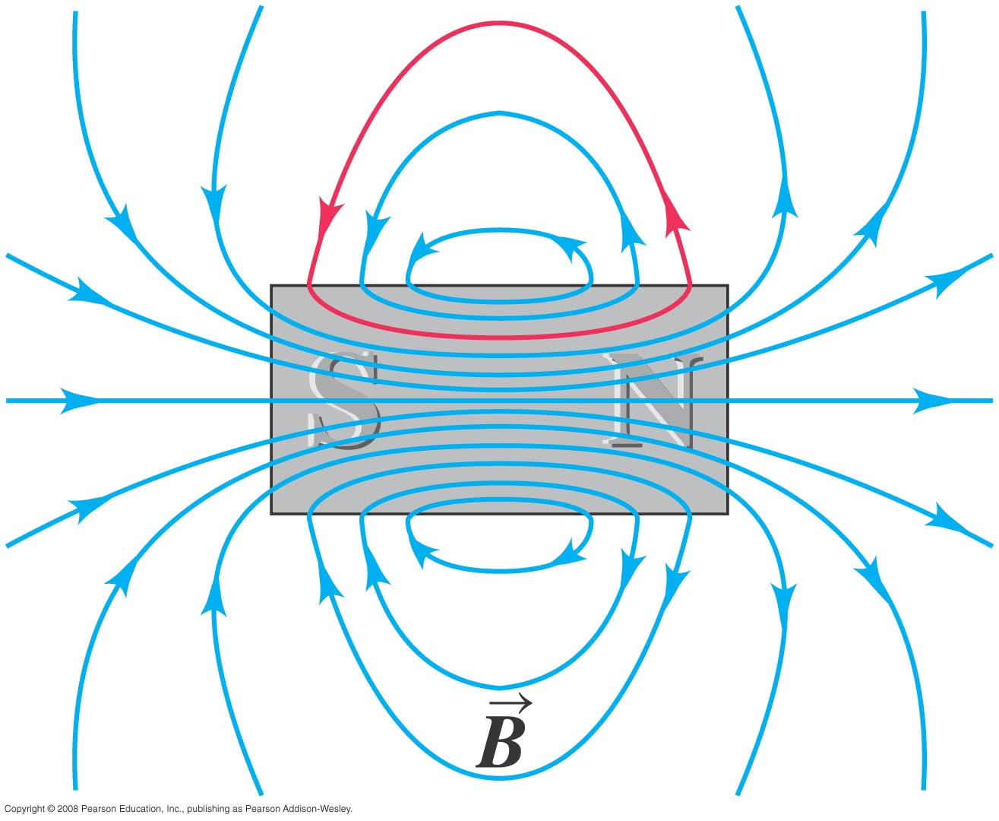 S N
B
Copyright © 2008 Pearson Education, Inc., publishing as Pearson Addison-Wesley.